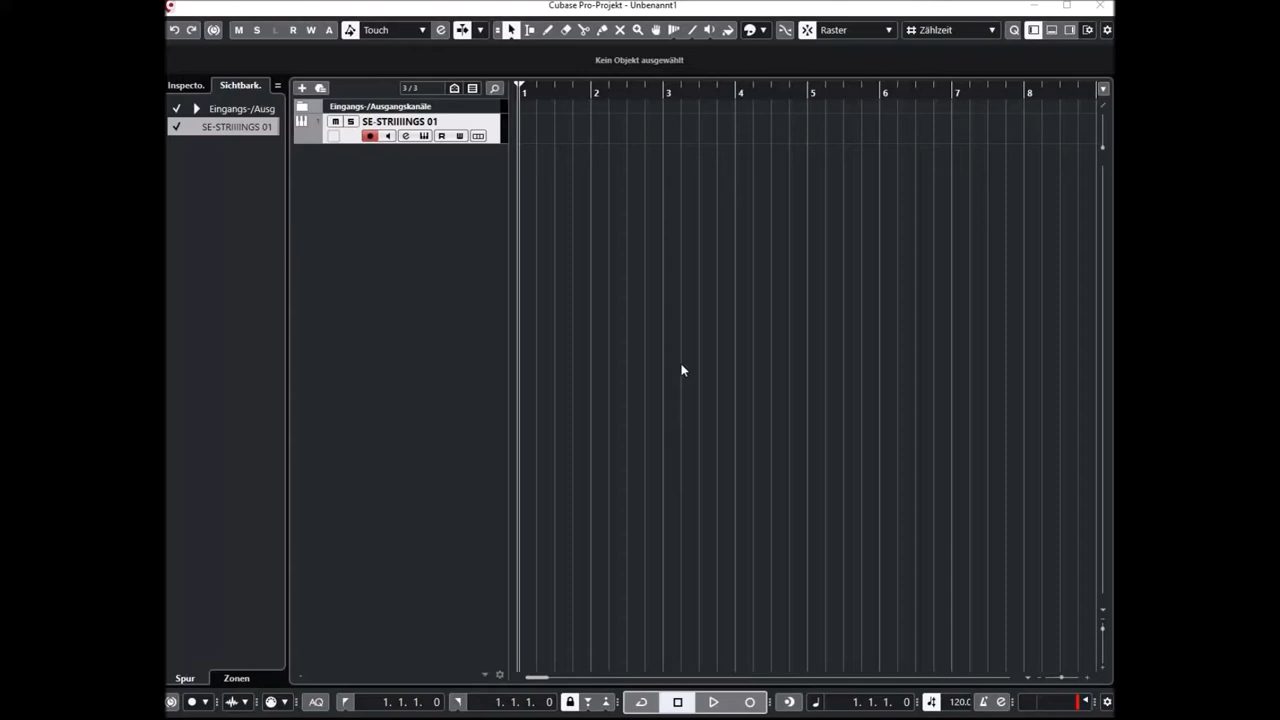 Cubase Pro-Projekt - Unbenannt1
M S L R W A Touch Raster Zählzeit
Kein Objekt ausgewählt
Inspecto. Sichtbark. 3 / 3 1 2 3 4 5 6 7 8
Eingangs-/Ausg
SE-STRIIIINGS 01
Eingangs-/Ausgangskanäle
1 m S SE-STRIIIINGS 01
e R W
Spur Zonen
AQ 1. 1. 1. 0 1. 1. 1. 0 1. 1. 1. 0 120.0